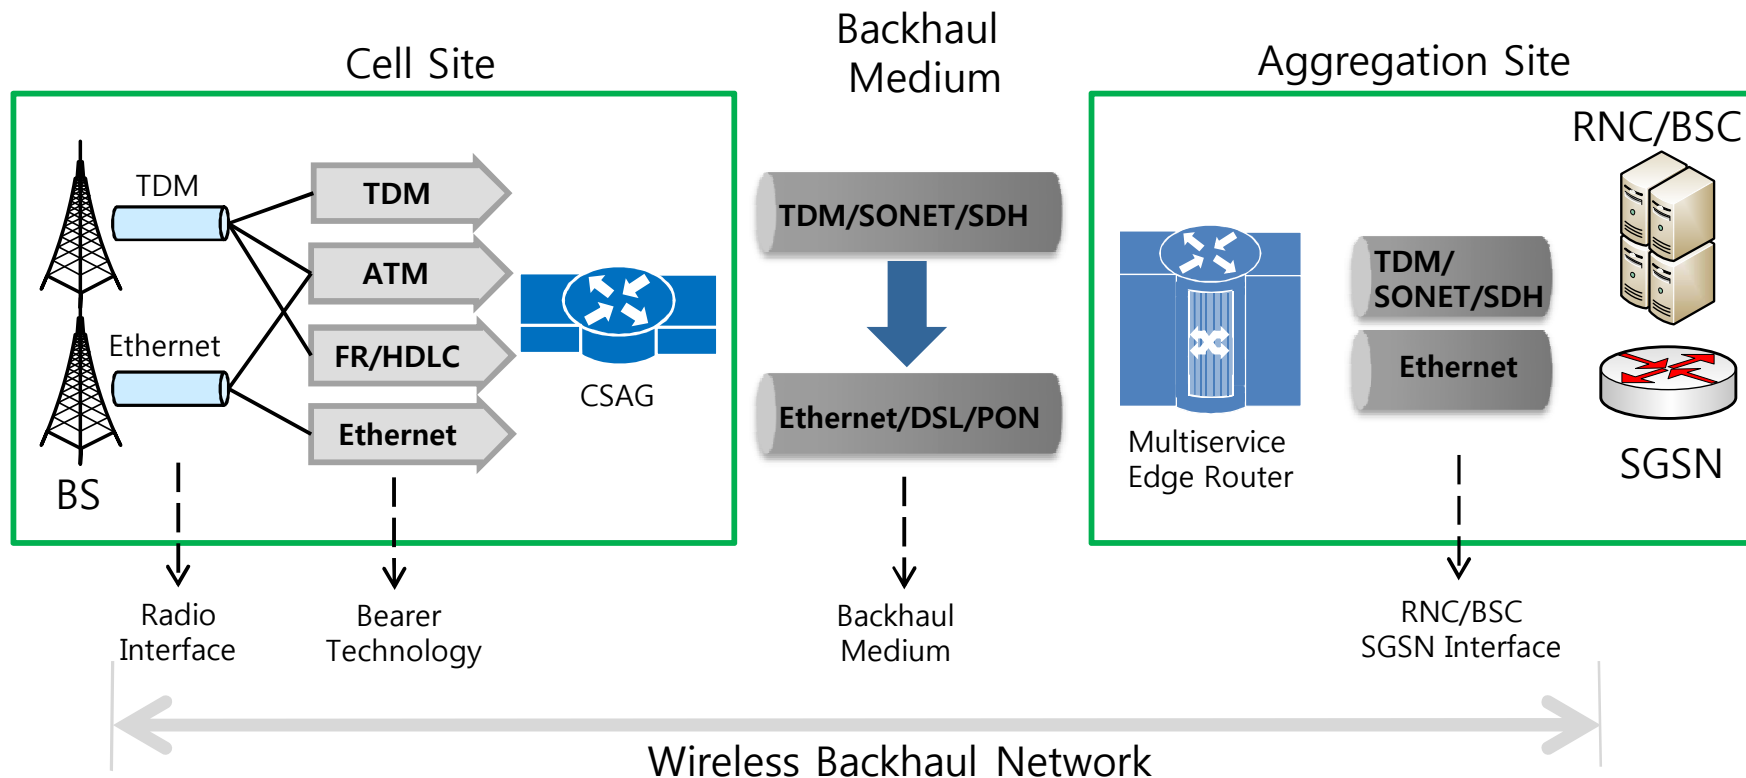 Cell Site
Backhaul
Medium
Aggregation Site
RNC/BSC
TDM
TDM
ATM
FR/HDLC
Ethernet
Ethernet
BS
CSAG
TDM/SONET/SDH
Ethernet/DSL/PON
Multiservice
Edge Router
TDM/
SONET/SDH
Ethernet
SGSN
Radio
Interface
Bearer
Technology
Backhaul
Medium
RNC/BSC
SGSN Interface
Wireless Backhaul Network